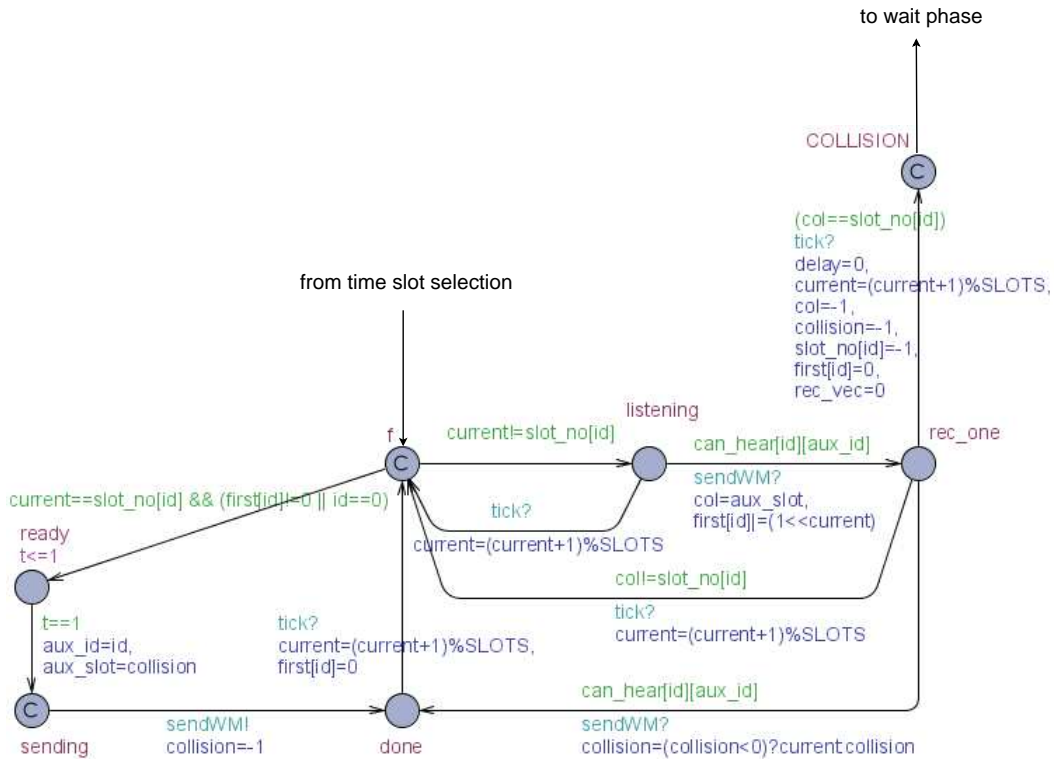 to wait phase
COLLISION
C
(col==slot_no[id])
tick?
delay=0,
current=(current+1)%SLOTS,
col=-1,
collision=-1,
slot_no[id]=-1,
first[id]=0,
rec_vec=0
from time slot selection
listening
f
current!=slot_no[id]
can_hear[id][aux_id]
rec_one
C
sendWM?
col=aux_slot,
first[id]|=(1<<current)
current==slot_no[id] && (first[id]!=0 || id==0)
tick?
current=(current+1)%SLOTS
ready
t<=1
col!=slot_no[id]
tick?
current=(current+1)%SLOTS
t==1
aux_id=id,
aux_slot=collision
tick?
current=(current+1)%SLOTS,
first[id]=0
can_hear[id][aux_id]
C
sendWM!
collision=-1
sendWM?
collision=(collision<0)?current:collision
sending
done